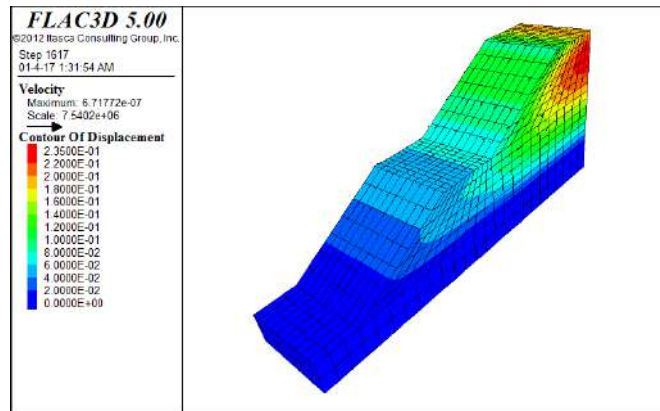 FLAC3D 5.00
©2012 Itasca Consulting Group, Inc.
Step 1617
01-4-17 1:31:54 AM
Velocity
Maximum: 6.71772e-07
Scale: 7.5402e+06
Contour Of Displacement
2.3500E-01
2.2000E-01
2.0000E-01
1.8000E-01
1.6000E-01
1.4000E-01
1.2000E-01
1.0000E-01
8.0000E-02
6.0000E-02
4.0000E-02
2.0000E-02
0.0000E+00